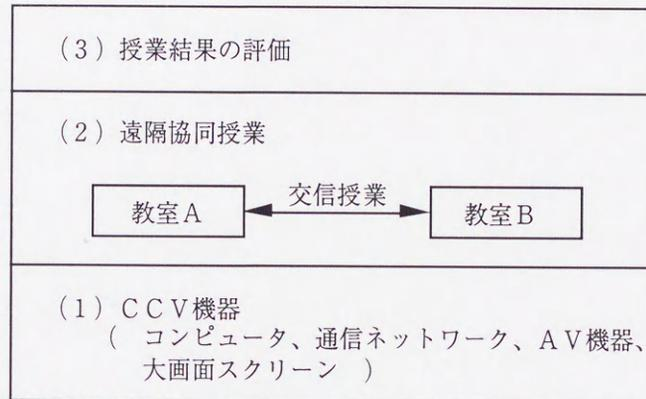 (3) 授業結果の評価
(2) 遠隔協同授業
交信授業
教室A
教室B
(1) CCV機器
( コンピュータ、通信ネットワーク、AV機器、
大画面スクリーン )